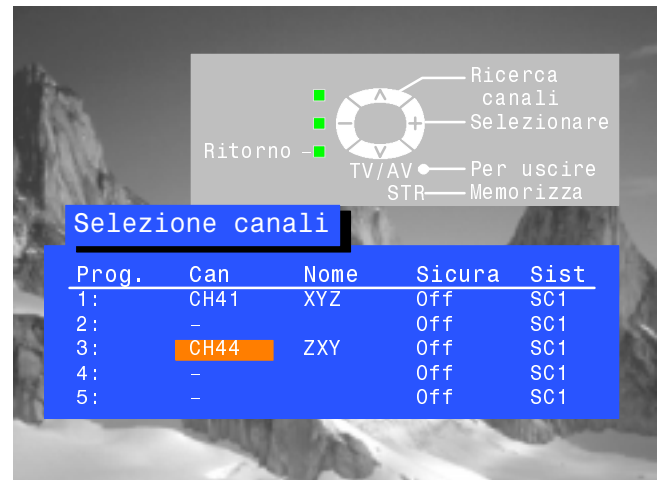 Ricerca
canali
Selezionare
Ritorno
TV/AV Per uscire
STR Memorizza
Selezione canali
Prog. Can Nome Sicura Sist
1: CH41 XYZ Off SC1
2: – Off SC1
3: CH44 ZXY Off SC1
4: – Off SC1
5: – Off SC1